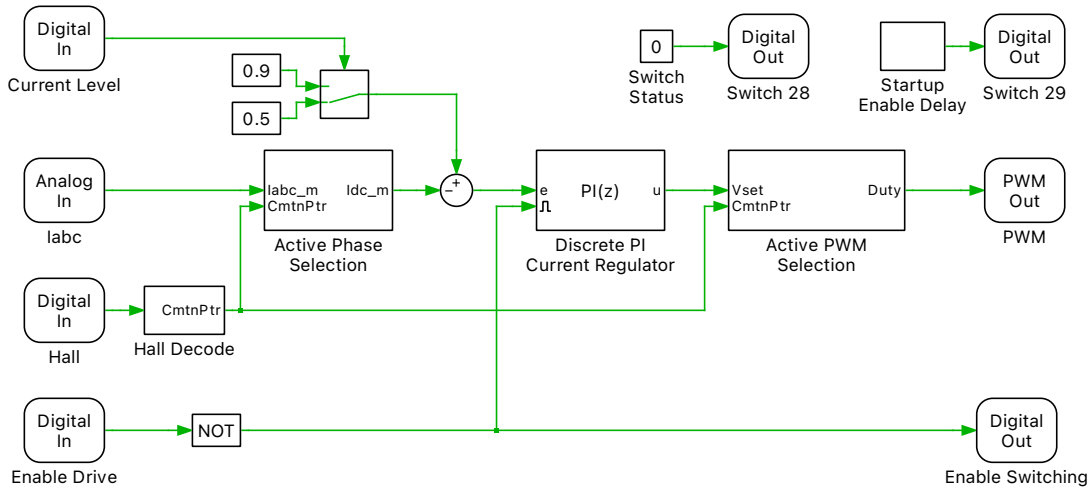 Digital
In
Current Level
0.9
0.5
0
Switch
Status
Digital
Out
Switch 28
Startup
Enable Delay
Digital
Out
Switch 29
Analog
In
Iabc
Iabc_m
CmtnPtr
Idc_m
Active Phase
Selection
−
+
e
PI(z)
u
Discrete PI
Current Regulator
Vset
CmtnPtr
Duty
Active PWM
Selection
PWM
Out
PWM
Digital
In
Hall
CmtnPtr
Hall Decode
Digital
In
Enable Drive
NOT
Digital
Out
Enable Switching